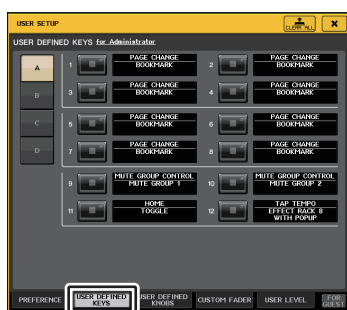 USER SETUP
CLEAR ALL
USER DEFINED KEYS for Administrator
A
1 PAGE CHANGE BOOKMARK
2 PAGE CHANGE BOOKMARK
B
3 PAGE CHANGE BOOKMARK
4 PAGE CHANGE BOOKMARK
C
5 PAGE CHANGE BOOKMARK
6 PAGE CHANGE BOOKMARK
D
7 PAGE CHANGE BOOKMARK
8 PAGE CHANGE BOOKMARK
9 MUTE GROUP CONTROL MUTE GROUP 1
10 MUTE GROUP CONTROL MUTE GROUP 2
11 HOME TOGGLE
12 TAP TEMPO EFFECT RACK 8 WITH POPUP
PREFERENCE
USER DEFINED KEYS
USER DEFINED KNOBS
CUSTOM FADER
USER LEVEL
FOR GUEST